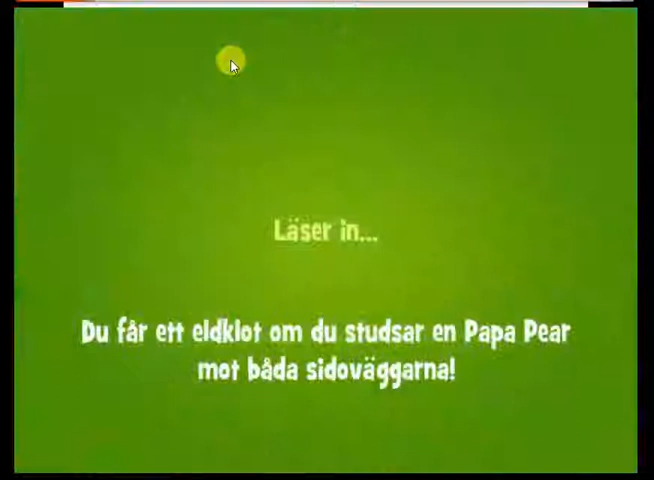 Läser in...
Du får ett eldklot om du studsar en Papa Pear
mot båda sidoväggarna!